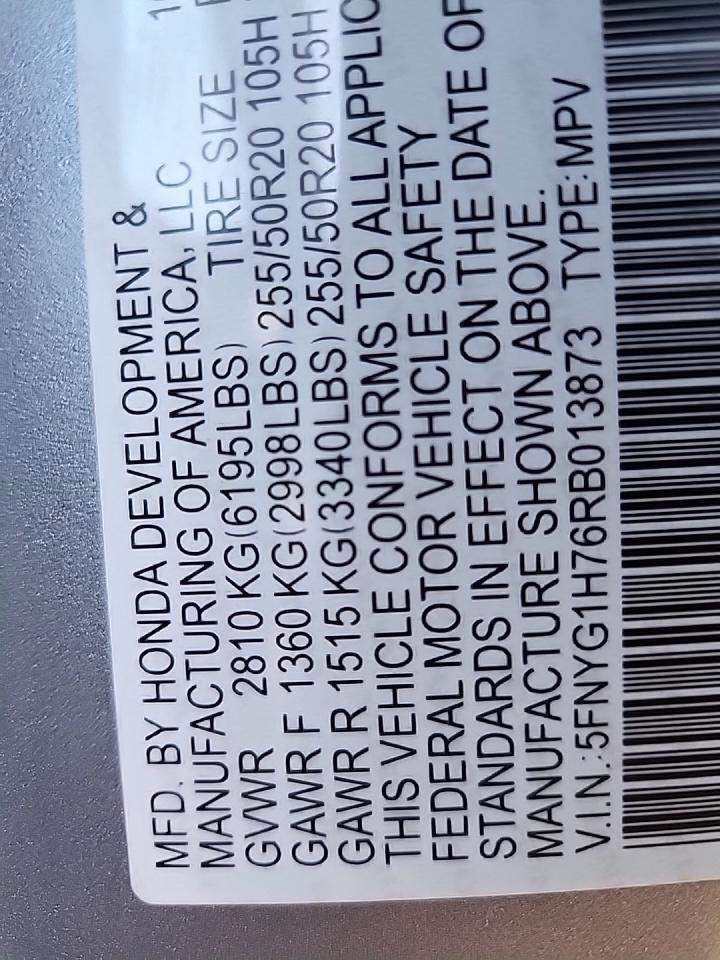 MFD. BY HONDA DEVELOPMENT &
MANUFACTURING OF AMERICA, LLC
TIRE SIZE
GVWR 2810 KG(6195LBS)
GAWR F 1360 KG(2998LBS) 255/50R20 105H
GAWR R 1515 KG(3340LBS) 255/50R20 105H
THIS VEHICLE CONFORMS TO ALL APPLIC
FEDERAL MOTOR VEHICLE SAFETY
STANDARDS IN EFFECT ON THE DATE OF
MANUFACTURE SHOWN ABOVE.
V.I.N.:5FNYG1H76RB013873 TYPE:MPV